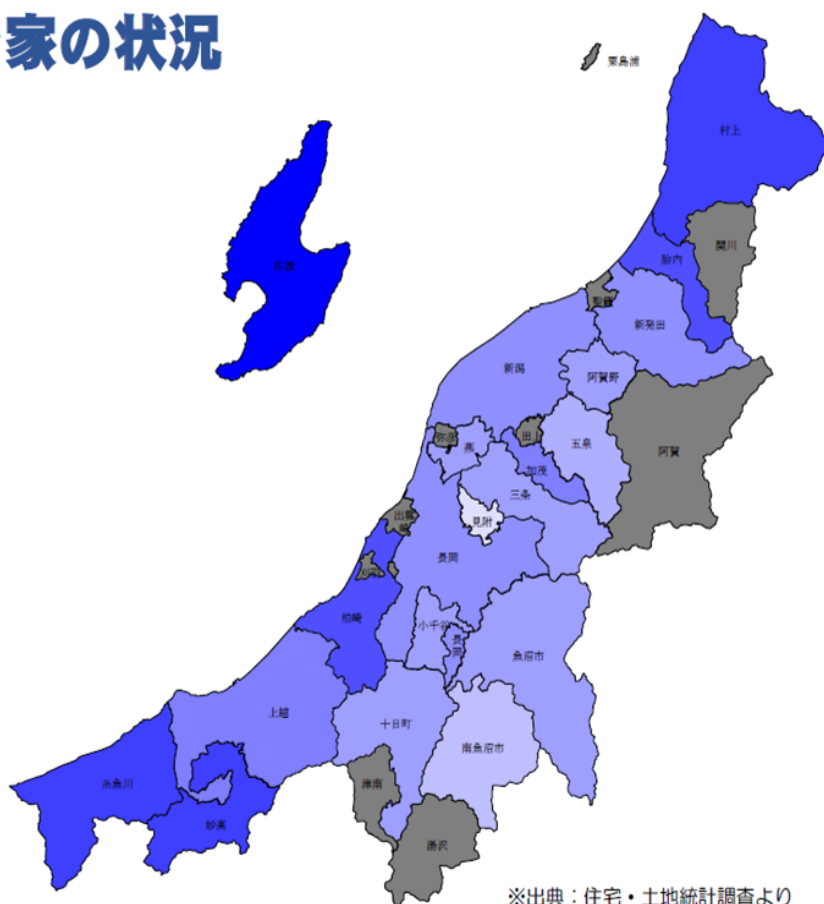 家の状況
粟島浦
村上
関川
佐渡
胎内
聖籠
新発田
新潟
阿賀野
弥彦
燕
田上
五泉
阿賀
加茂
三条
見附
出雲崎
長岡
刈羽
柏崎
小千谷
長岡
魚沼市
上越
十日町
南魚沼市
糸魚川
津南
妙高
湯沢
※出典：住宅・土地統計調査より